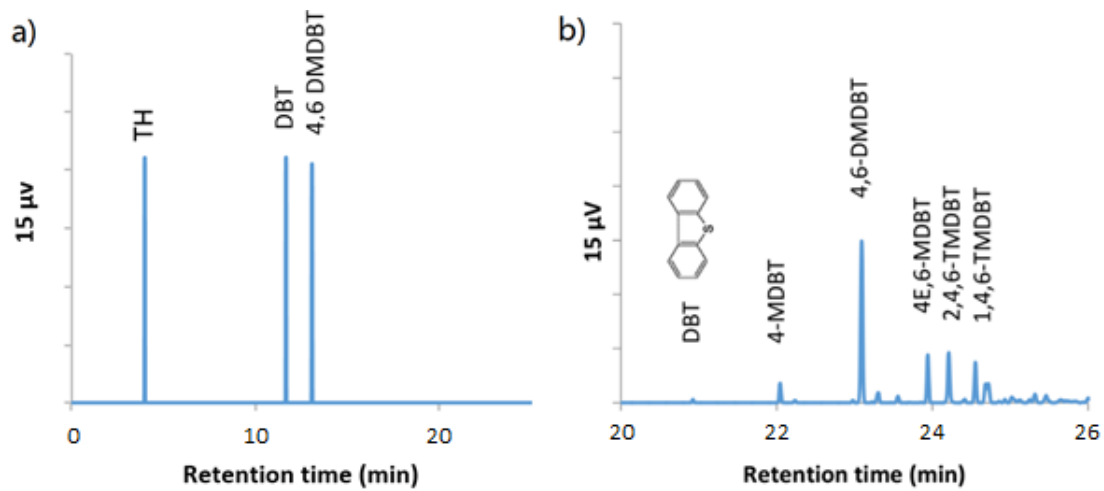 a)
15 μv
TH
DBT
4,6 DMDBT
0
10
20
Retention time (min)
b)
15 μV
DBT
S
4-MDBT
4,6-DMDBT
4E,6-MDBT
2,4,6-TMDBT
1,4,6-TMDBT
20
22
24
26
Retention time (min)